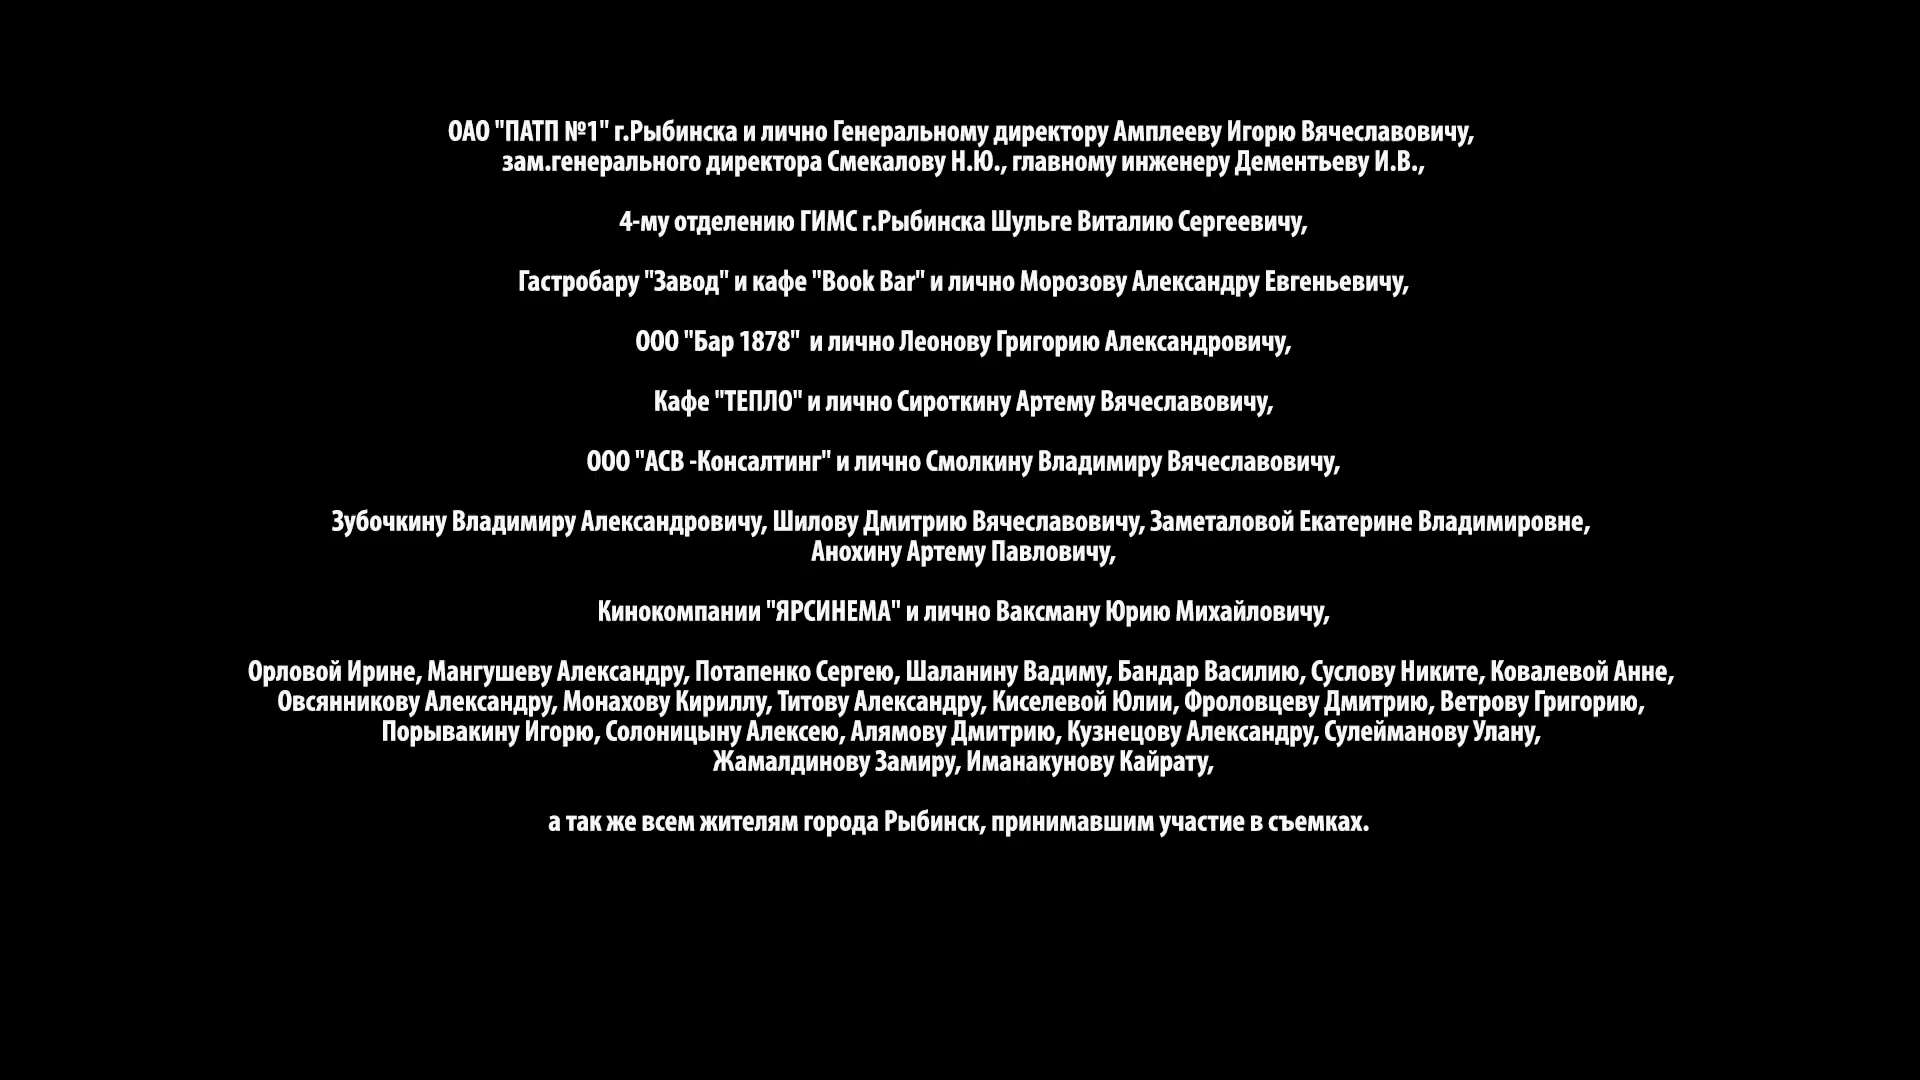 ОАО "ПАТП №1" г.Рыбинска и лично Генеральному директору Амплееву Игорю Вячеславовичу,
зам.генерального директора Смекалову Н.Ю., главному инженеру Дементьеву И.В.,
4-му отделению ГИМС г.Рыбинска Шульге Виталию Сергеевичу,
Гастробару "Завод" и кафе "Book Bar" и лично Морозову Александру Евгеньевичу,
ООО "Бар 1878" и лично Леонову Григорию Александровичу,
Кафе "ТЕПЛО" и лично Сироткину Артему Вячеславовичу,
ООО "АСВ -Консалтинг" и лично Смолкину Владимиру Вячеславовичу,
Зубочкину Владимиру Александровичу, Шилову Дмитрию Вячеславовичу, Заметаловой Екатерине Владимировне,
Анохину Артему Павловичу,
Кинокомпании "ЯРСИНЕМА" и лично Ваксману Юрию Михайловичу,
Орловой Ирине, Мангушеву Александру, Потапенко Сергею, Шаланину Вадиму, Бандар Василию, Суслову Никите, Ковалевой Анне,
Овсянникову Александру, Монахову Кириллу, Титову Александру, Киселевой Юлии, Фроловцеву Дмитрию, Ветрову Григорию,
Порывакину Игорю, Солоницыну Алексею, Алямову Дмитрию, Кузнецову Александру, Сулейманову Улану,
Жамалдинову Замиру, Иманакунову Кайрату,
а так же всем жителям города Рыбинск, принимавшим участие в съемках.